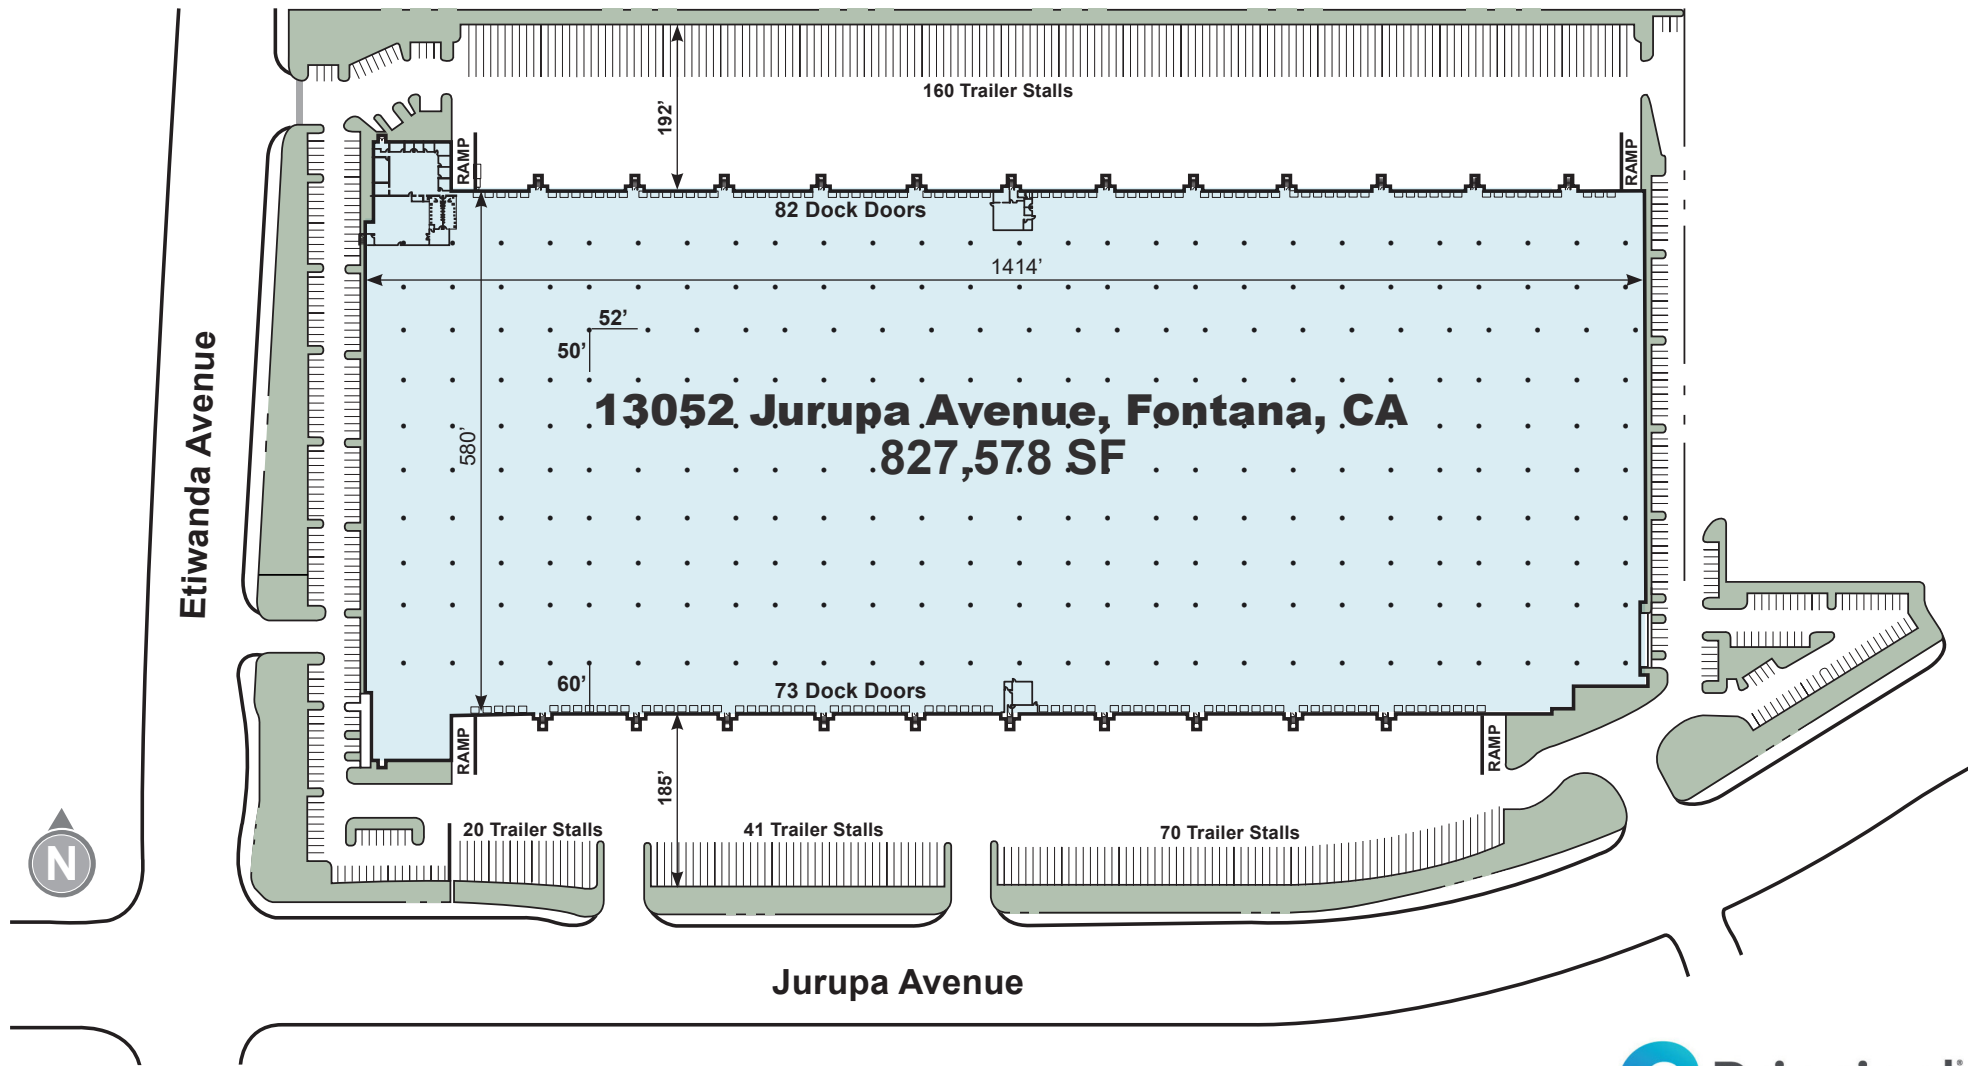 160 Trailer Stalls
192'
RAMP
RAMP
82 Dock Doors
1414'
52'
50'
Etiwanda Avenue
13052 Jurupa Avenue, Fontana, CA
580'
827,578 SF
60'
73 Dock Doors
RAMP
RAMP
185'
20 Trailer Stalls
41 Trailer Stalls
70 Trailer Stalls
N
Jurupa Avenue